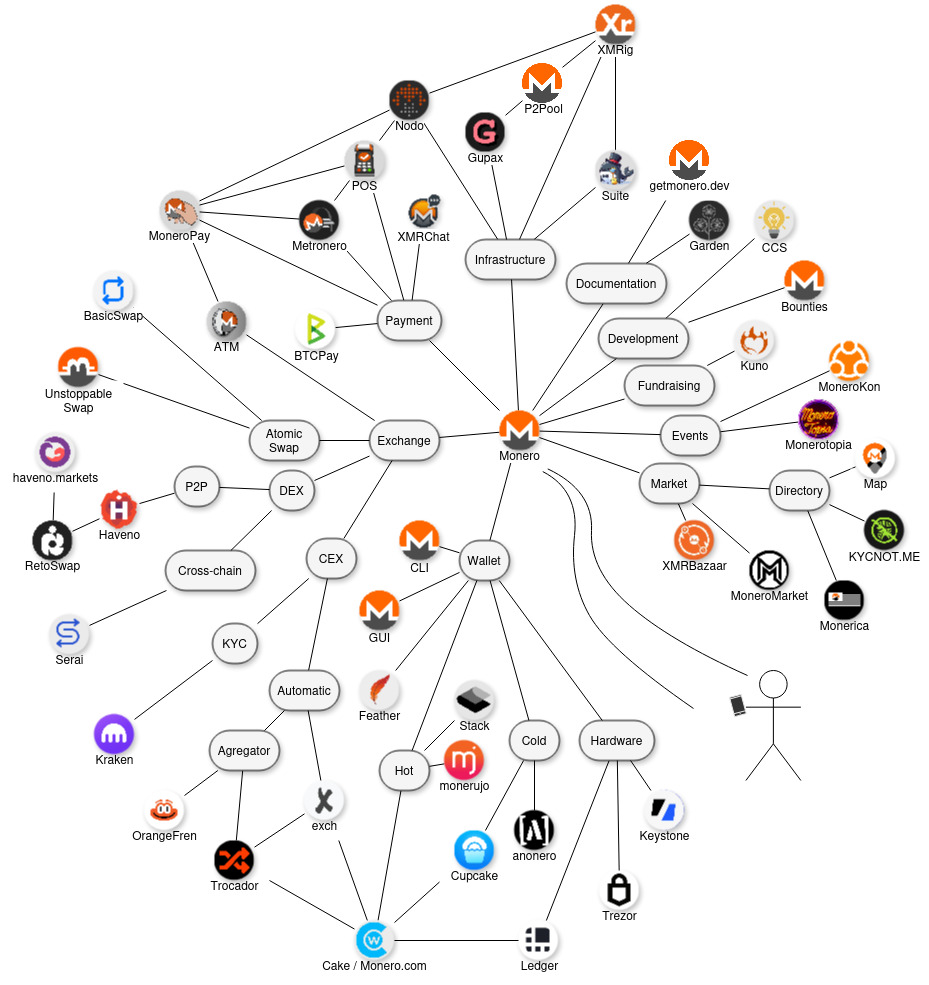 XMRig
P2Pool
Nodo
Gupax
POS
getmonero.dev
Suite
MoneroPay
Metronero
XMRChat
Garden
CCS
Infrastructure
Documentation
Bounties
BasicSwap
ATM
BTCPay
Payment
Development
Kuno
Fundraising
MoneroKon
Unstoppable
Swap
Atomic
Swap
Exchange
Monero
Events
Monero
Topia
Monerotopia
haveno.markets
P2P
DEX
Market
Directory
Map
Haveno
RetoSwap
Cross-chain
CEX
CLI
Wallet
XMRBazaar
MoneroMarket
KYCNOT.ME
Serai
KYC
GUI
Monerica
Automatic
Feather
Stack
Kraken
Agregator
Hot
monerujo
Cold
Hardware
OrangeFren
exch
Trocador
Cupcake
anonero
Keystone
Trezor
Cake / Monero.com
Ledger